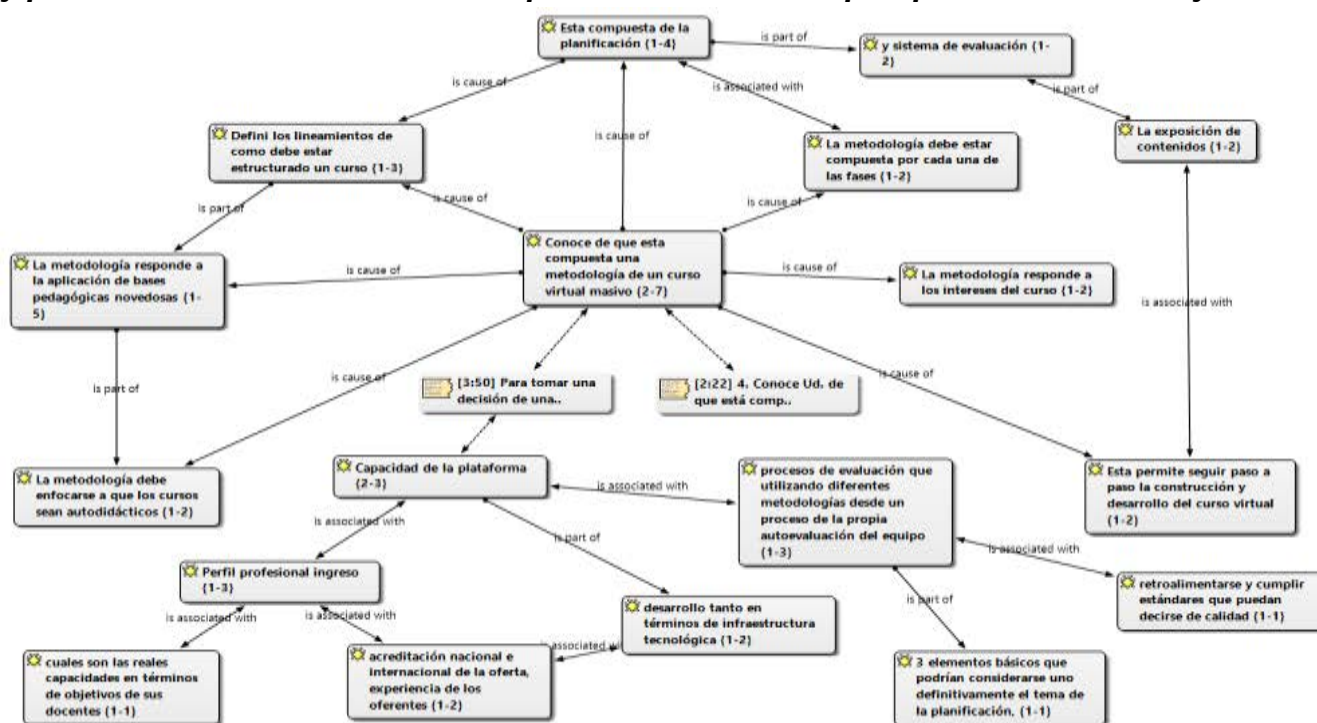 Esta compuesta de la
planificación (1-4)
is part of
y sistema de evaluación (1-
2)
is cause of
is associated with
is part of
Defini los lineamientos de
como debe estar
estructurado un curso (1-3)
is cause of
La metodología debe estar
compuesta por cada una de
las fases (1-2)
La exposición de
contenidos (1-2)
is part of
is cause of
is cause of
La metodología responde a
la aplicación de bases
pedagógicas novedosas (1-
5)
is cause of
Conoce de que esta
compuesta una
metodología de un curso
virtual masivo (2-7)
is cause of
La metodología responde a
los intereses del curso (1-2)
is associated with
is part of
is cause of
[3:50] Para tomar una
decisión de una..
[2:22] 4. Conoce Ud. de
que está comp..
is cause of
La metodología debe
enfocarse a que los cursos
sean autodidácticos (1-2)
Capacidad de la plataforma
(2-3)
is associated with
procesos de evaluación que
utilizando diferentes
metodologías desde un
proceso de la propia
autoevaluación del equipo
(1-3)
Esta permite seguir paso a
paso la construcción y
desarrollo del curso virtual
(1-2)
is associated with
is part of
is associated with
Perfil profesional ingreso
(1-3)
is associated with
is associated with
desarrollo tanto en
términos de infraestructura
tecnológica (1-2)
is part of
retroalimentarse y cumplir
estándares que puedan
decirse de calidad (1-1)
cuales son las reales
capacidades en términos
de objetivos de sus
docentes (1-1)
acreditación nacional e
internacional de la oferta,
experiencia de los
oferentes (1-2)
is associated
3 elementos básicos que
podrían considerarse uno
definitivamente el tema de
la planificación, (1-1)